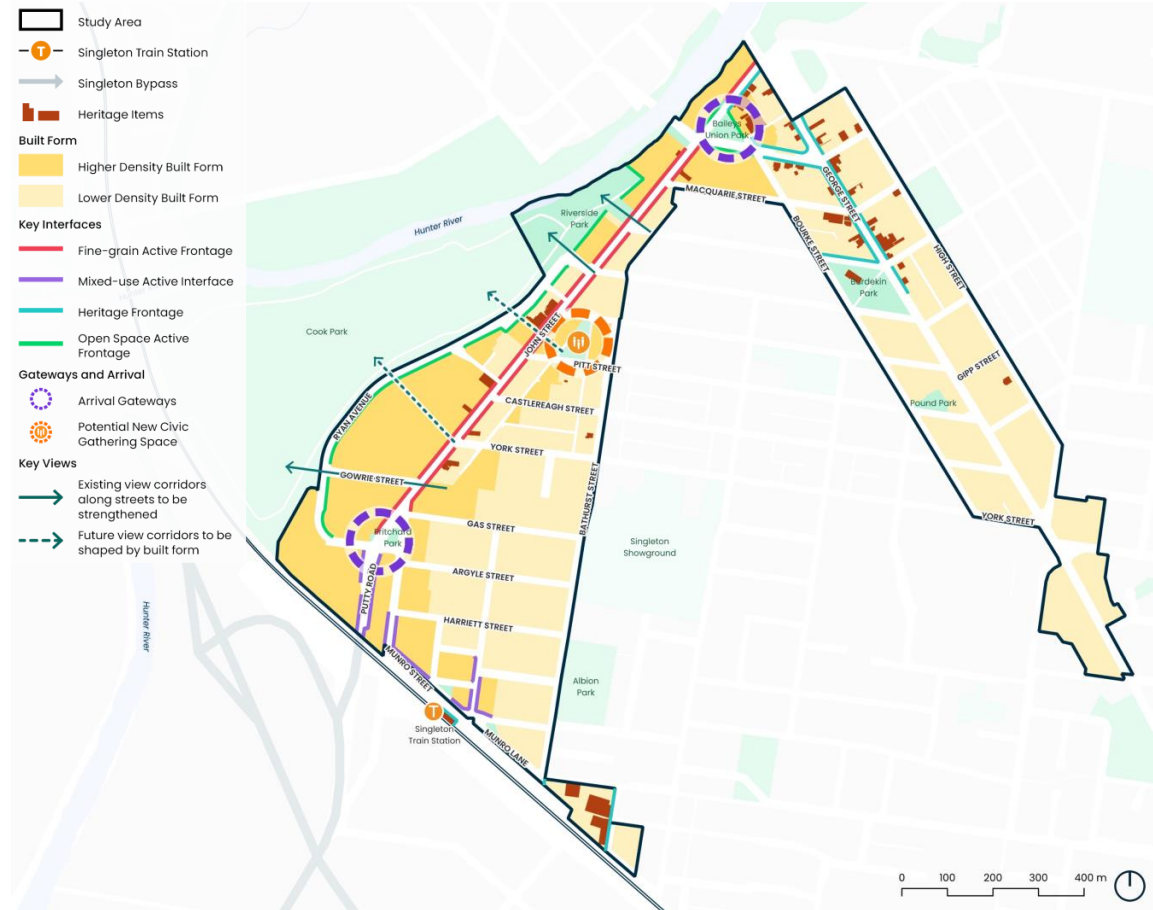 Study Area
T
Singleton Train Station
Singleton Bypass
Heritage Items
Built Form
Higher Density Built Form
Lower Density Built Form
Key Interfaces
Fine-grain Active Frontage
Mixed-use Active Interface
Heritage Frontage
Open Space Active
Frontage
Gateways and Arrival
Arrival Gateways
Potential New Civic
Gathering Space
Key Views
Existing view corridors
along streets to be
strengthened
Future view corridors to be
shaped by built form
Baileys
Union Park
MACQUARIE STREET
GEORGE STREET
BOURKE STREET
HIGH STREET
Burdekin
Park
Hunter River
Riverside
Park
Cook Park
JOHN STREET
PITT STREET
GIPP STREET
Pound Park
CASTLEREAGH STREET
RYAN AVENUE
YORK STREET
GOWRIE STREET
BATHURST STREET
YORK STREET
GAS STREET
Pritchard
Park
Singleton
Showground
ARGYLE STREET
PUTTY ROAD
HARRIETT STREET
Hunter River
MUNRO STREET
Albion
Park
T
Singleton
Train Station
MUNRO LANE
0 100 200 300 400 m